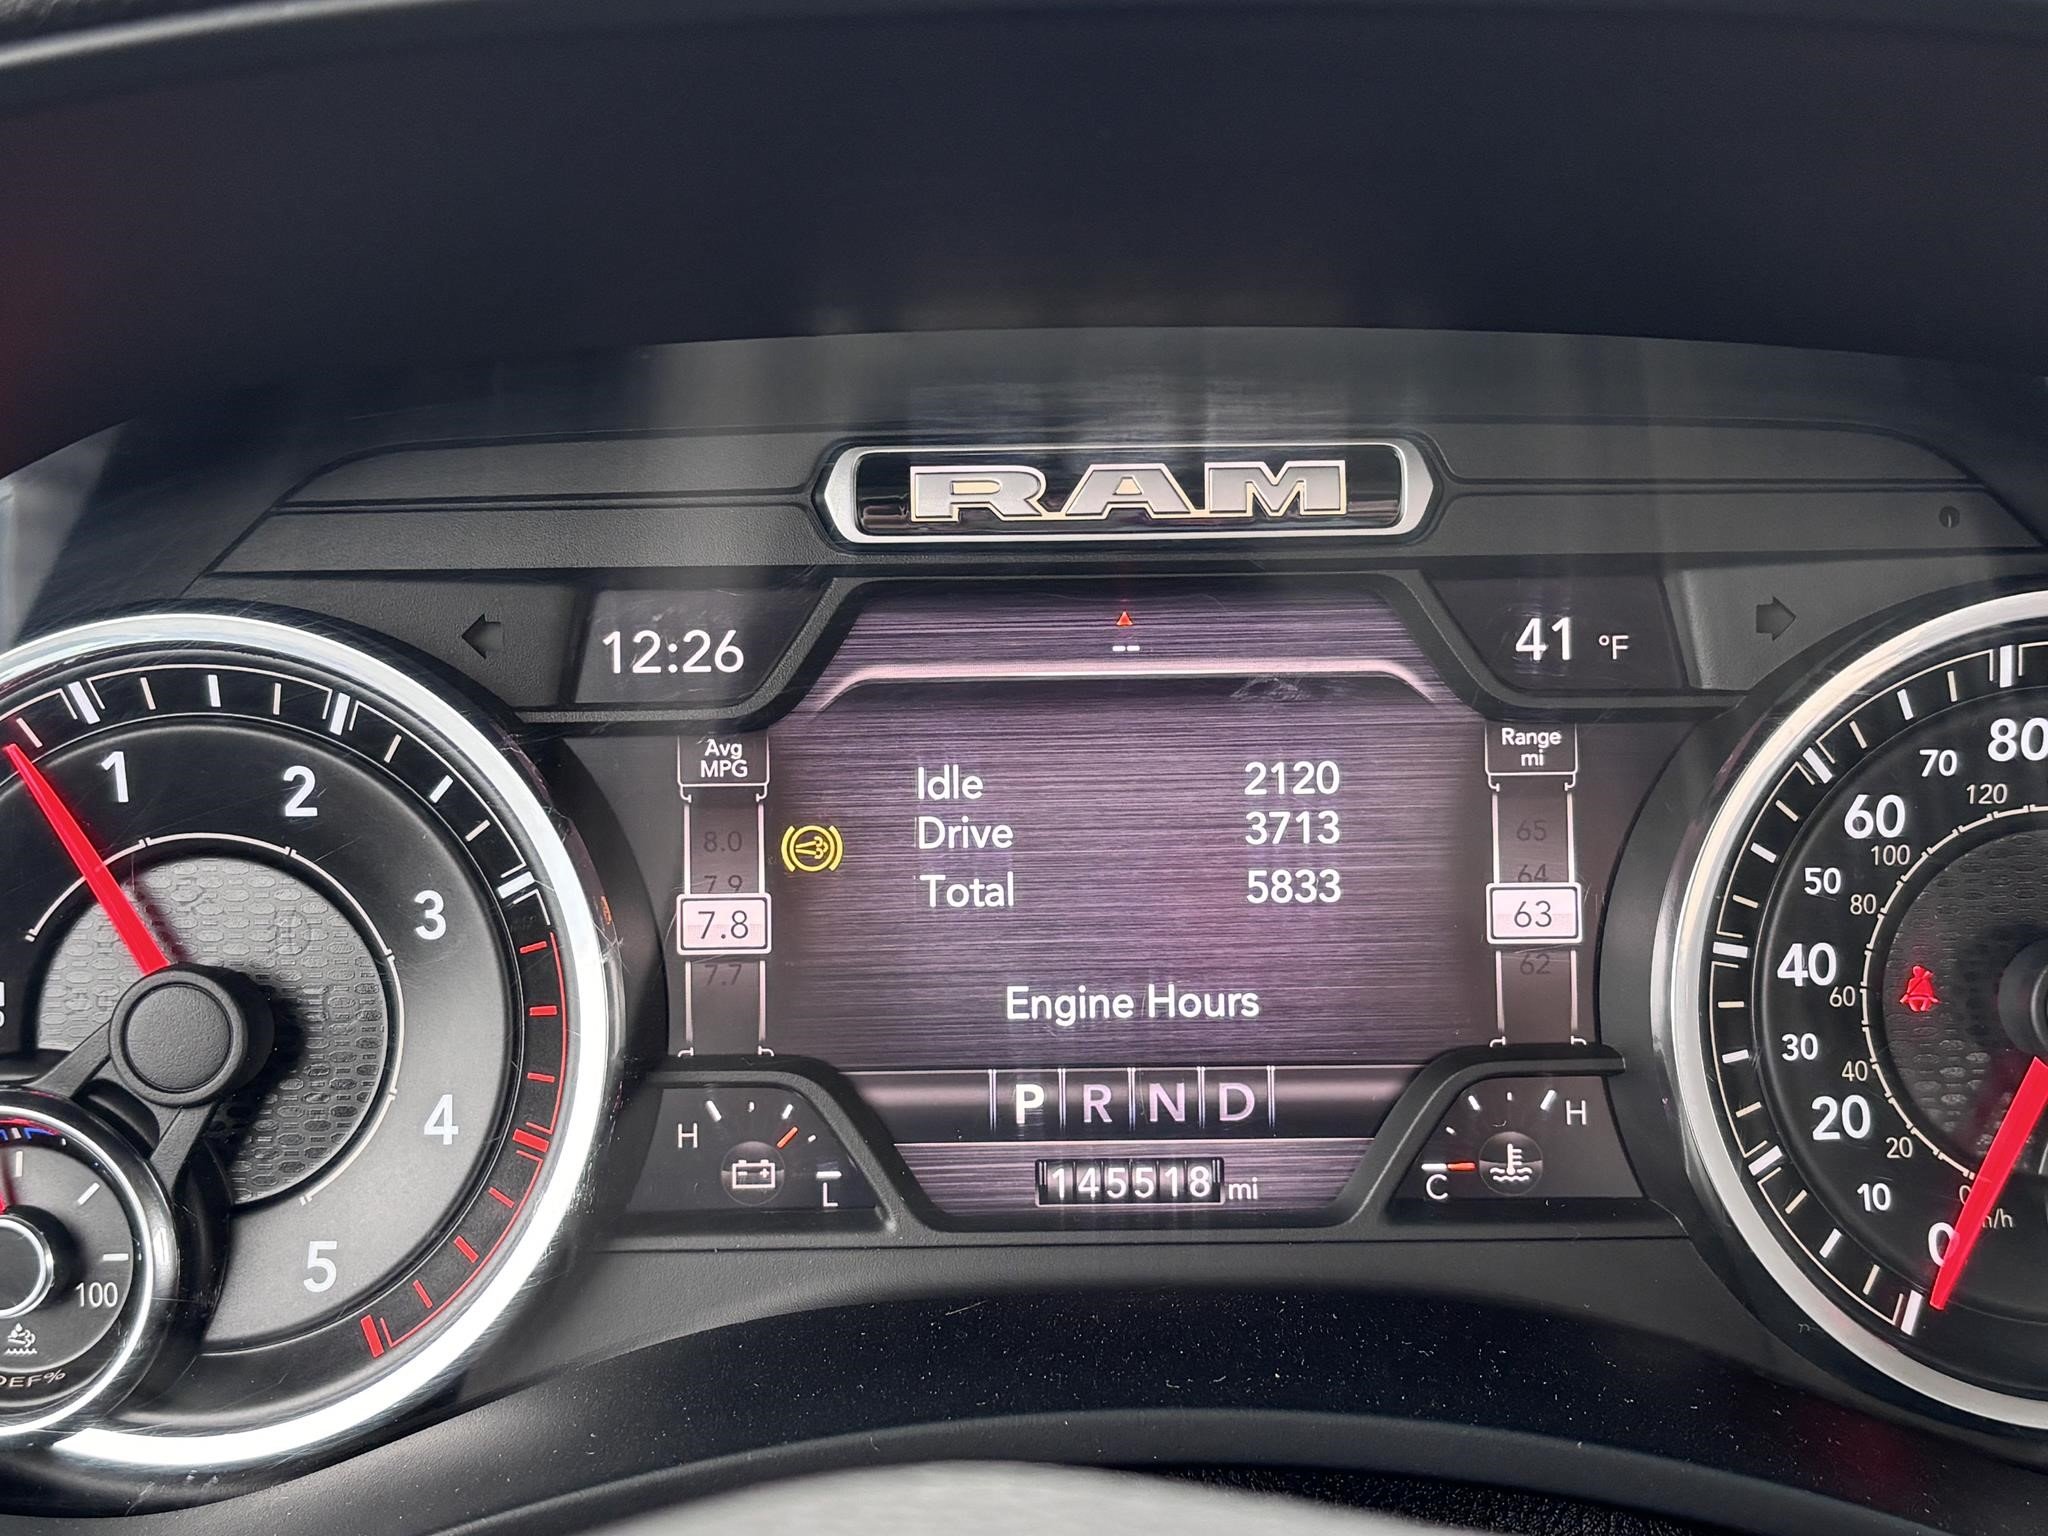 RAM
12:26
--
41 °F
Avg
MPG
8.0
7.9
7.8
7.7
Idle 2120
Drive 3713
Total 5833
Engine Hours
Range
mi
65
64
63
62
P R N D
145518 mi
H
L
C
H
1
2
3
4
5
100
DEF%
0
10
20
30
40
50
60
70
80
0
20
40
60
80
100
120